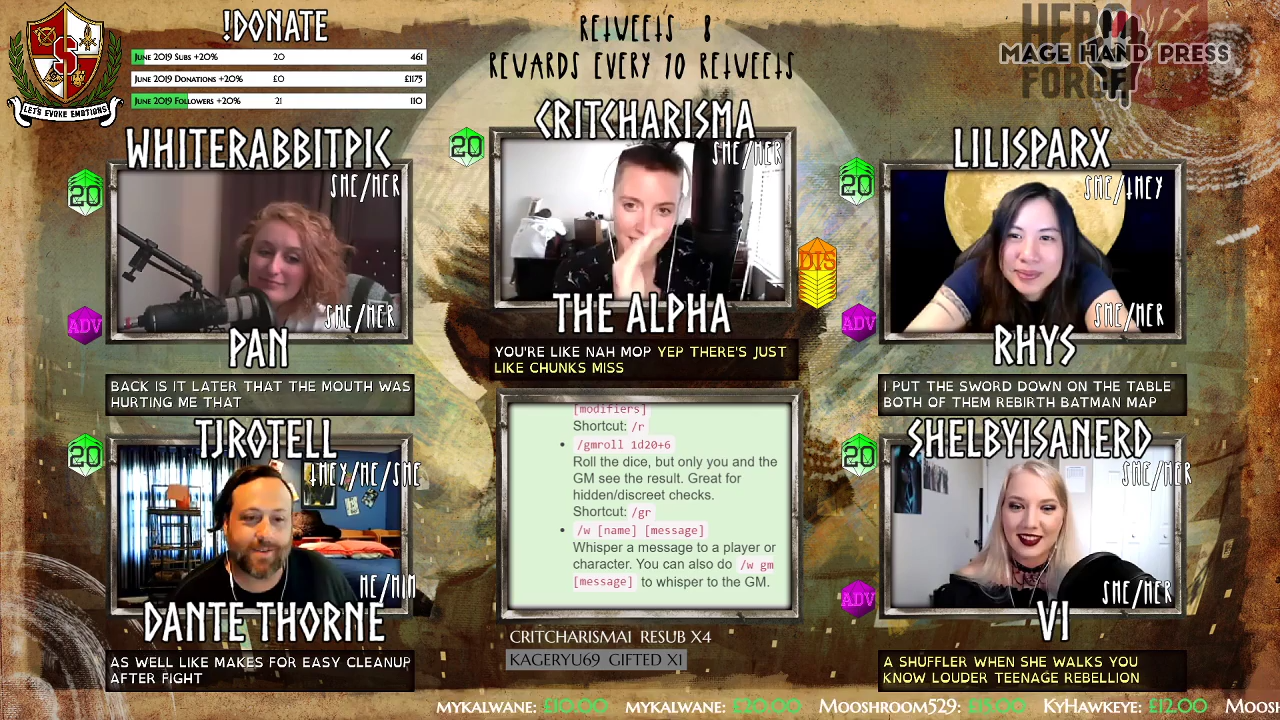 !DONATE
JUNE 2019 SUBS +20% 20 461
JUNE 2019 DONATIONS +20% £0 £1175
JUNE 2019 FOLLOWERS +20% 21 110
S
LET'S EVOKE EMOTIONS
RETWEETS 8
REWARDS EVERY 10 RETWEETS
HERO
FORGE
MAGE HAND PRESS
WHITERABBITPIC
SHE/HER
20
ADV
SHE/HER
PAN
BACK IS IT LATER THAT THE MOUTH WAS
HURTING ME THAT
CRITCHARISMA
SHE/HER
20
DIS
THE ALPHA
YOU'RE LIKE NAH MOP YEP THERE'S JUST
LIKE CHUNKS MISS
LILISPARX
SHE/THEY
20
ADV
SHE/HER
RHYS
I PUT THE SWORD DOWN ON THE TABLE
BOTH OF THEM REBIRTH BATMAN MAP
TJROTELL
THEY/HE/SHE
20
HE/HIM
DANTE THORNE
AS WELL LIKE MAKES FOR EASY CLEANUP
AFTER FIGHT
[modifiers]
Shortcut: /r
• /gmroll 1d20+6
Roll the dice, but only you and the
GM see the result. Great for
hidden/discreet checks.
Shortcut: /gr
• /w [name] [message]
Whisper a message to a player or
character. You can also do /w gm
[message] to whisper to the GM.
CRITCHARISMA1 RESUB X4
KAGERYU69 GIFTED X1
SHELBYISANERD
SHE/HER
20
ADV
SHE/HER
VI
A SHUFFLER WHEN SHE WALKS YOU
KNOW LOUDER TEENAGE REBELLION
MYKALWANE: £10.00 MYKALWANE: £20.00 MOOSHROOM529: £15.00 KYHAWKEYE: £12.00 MOOSH